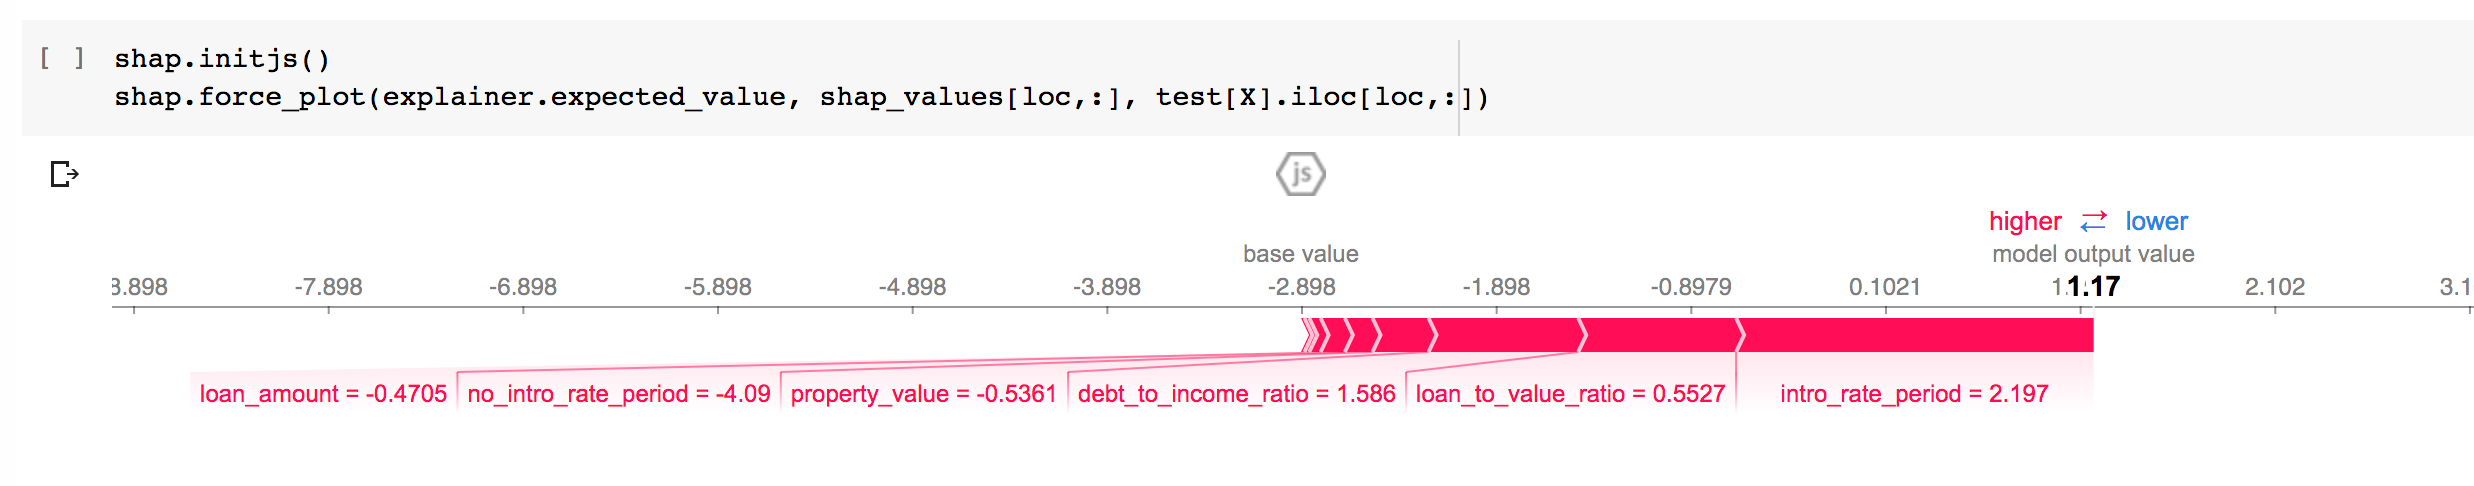 [ ] shap.initjs()
shap.force_plot(explainer.expected_value, shap_values[loc,:], test[X].iloc[loc,:])
js
higher ⇄ lower
base value model output value
3.898 -7.898 -6.898 -5.898 -4.898 -3.898 -2.898 -1.898 -0.8979 0.1021 1.17 2.102 3.1
loan_amount = -0.4705 no_intro_rate_period = -4.09 property_value = -0.5361 debt_to_income_ratio = 1.586 loan_to_value_ratio = 0.5527 intro_rate_period = 2.197